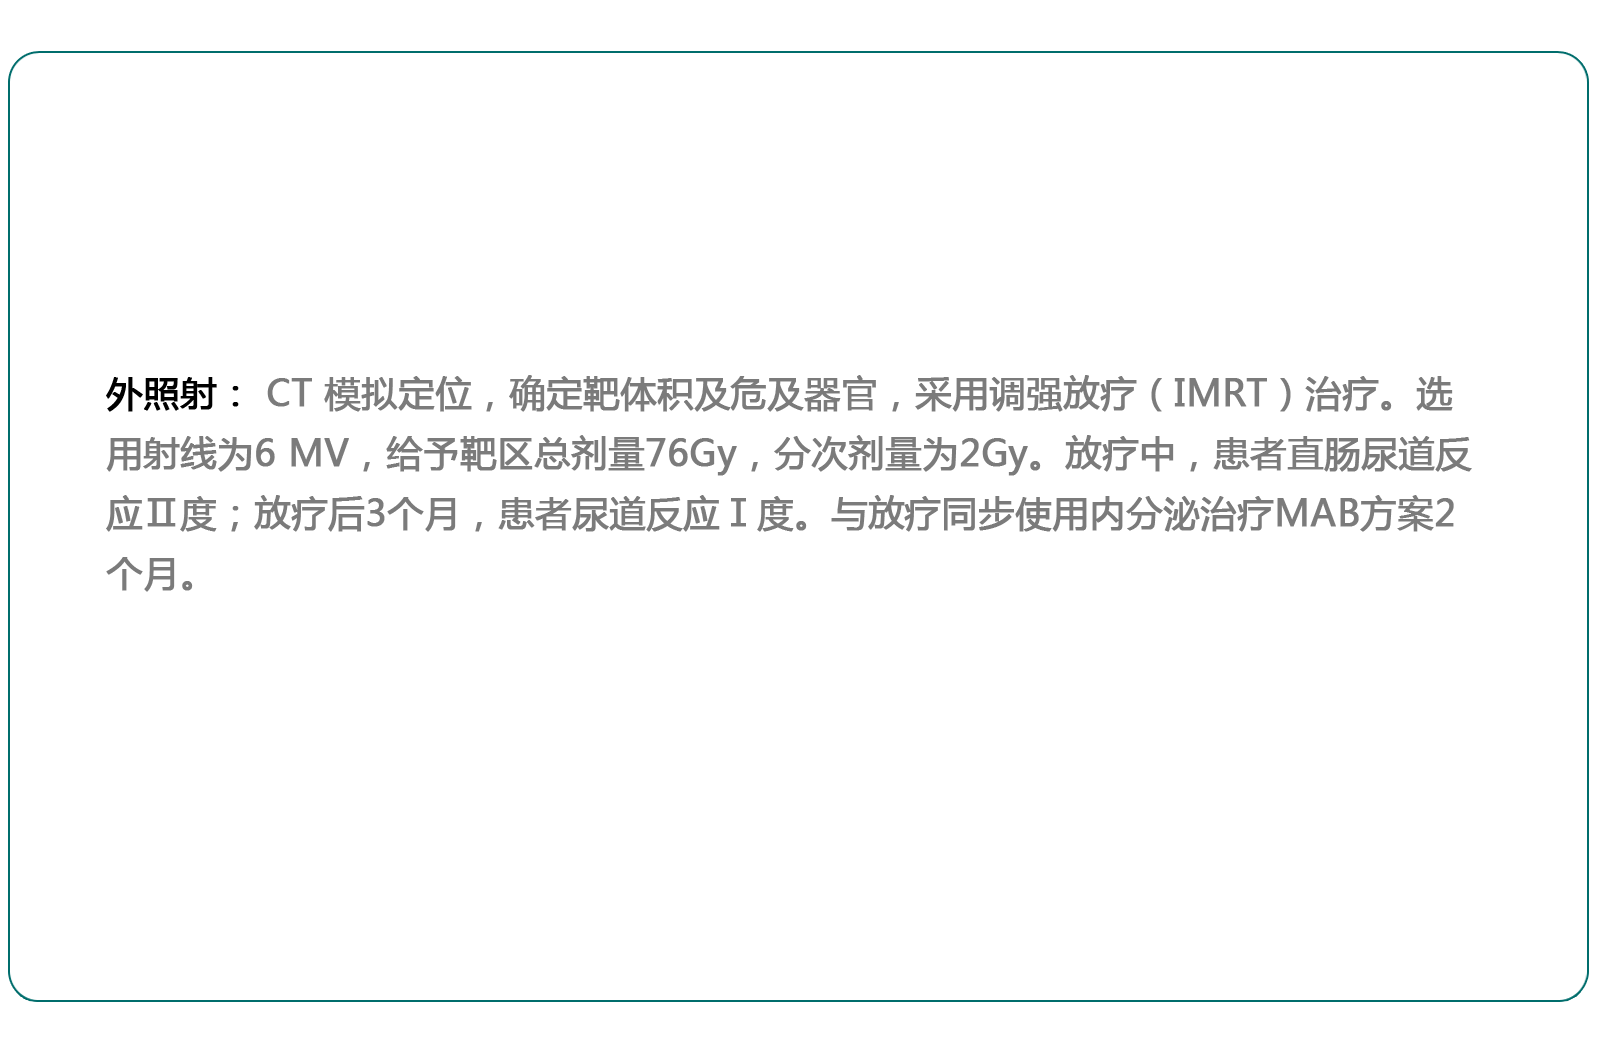 外照射： CT 模拟定位，确定靶体积及危及器官，采用调强放疗（IMRT）治疗。选
用射线为6 MV，给予靶区总剂量76Gy，分次剂量为2Gy。放疗中，患者直肠尿道反
应Ⅱ度；放疗后3个月，患者尿道反应Ⅰ度。与放疗同步使用内分泌治疗MAB方案2
个月。